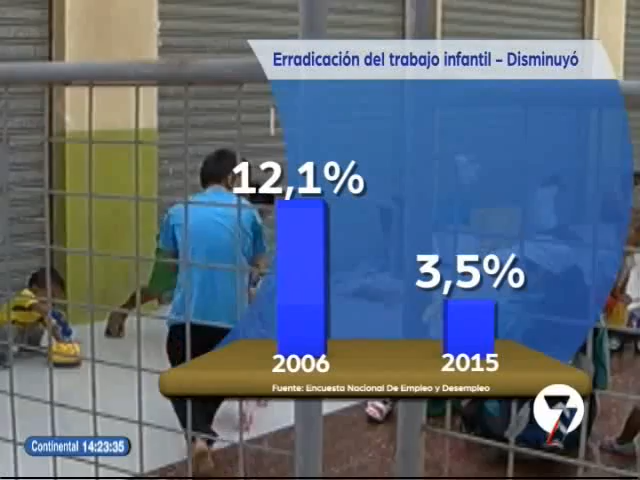 Erradicación del trabajo infantil – Disminuyó
12,1%
3,5%
2006
2015
Fuente: Encuesta Nacional De Empleo y Desempleo
7
Continental 14:23:35